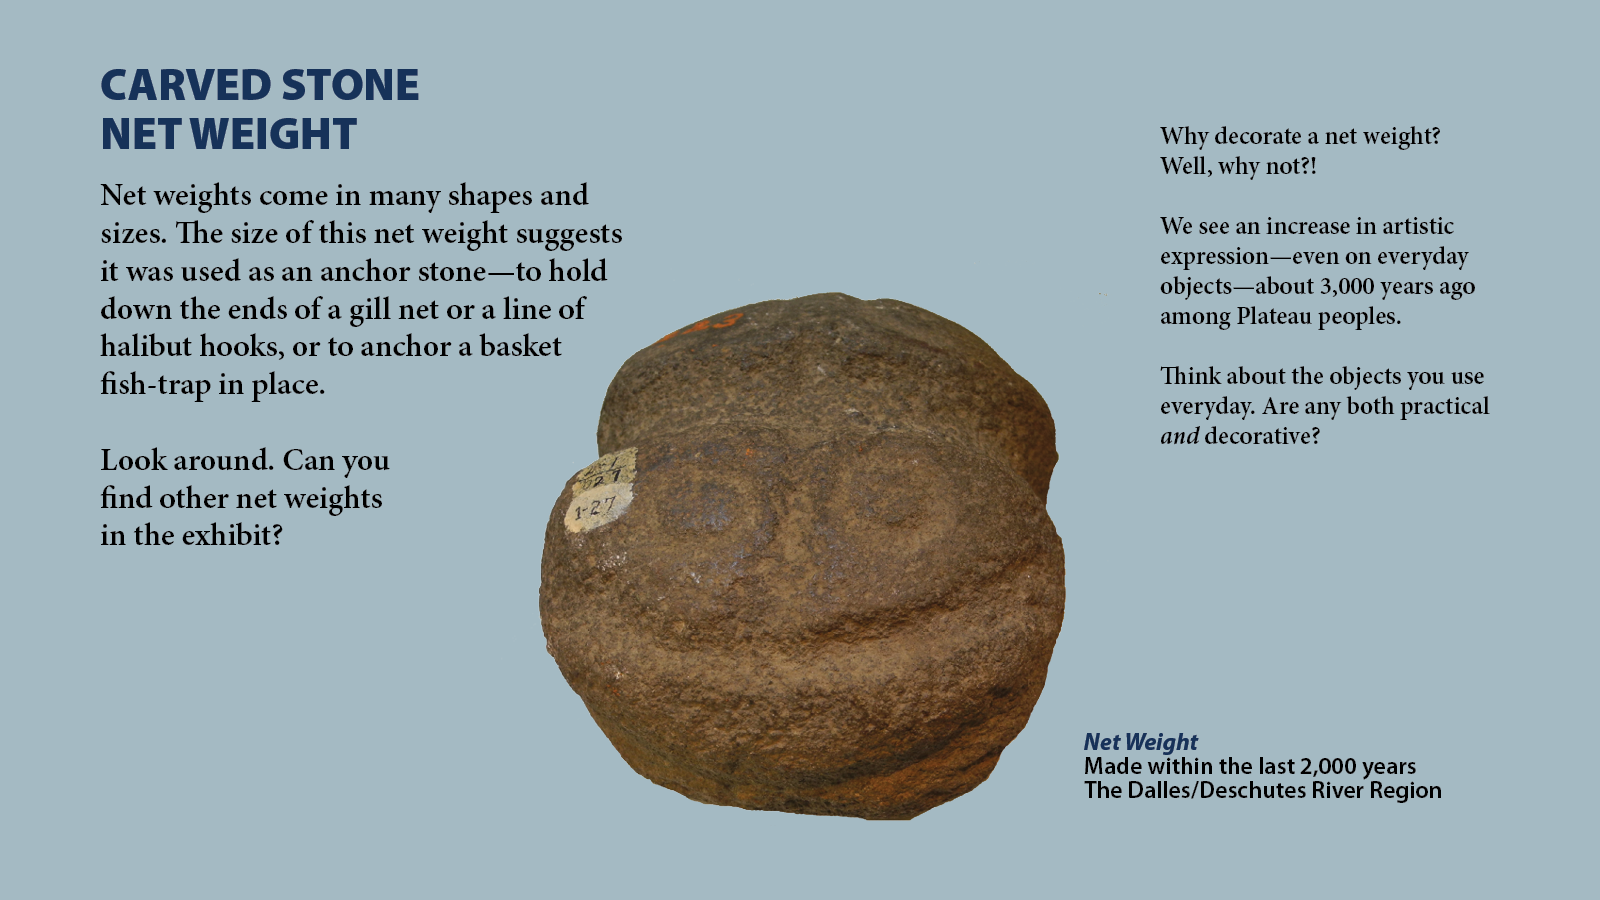 CARVED STONE
NET WEIGHT
Net weights come in many shapes and
sizes. The size of this net weight suggests
it was used as an anchor stone—to hold
down the ends of a gill net or a line of
halibut hooks, or to anchor a basket
fish-trap in place.
Look around. Can you
find other net weights
in the exhibit?
Why decorate a net weight?
Well, why not?!
We see an increase in artistic
expression—even on everyday
objects—about 3,000 years ago
among Plateau peoples.
Think about the objects you use
everyday. Are any both practical
and decorative?
1-27
Net Weight
Made within the last 2,000 years
The Dalles/Deschutes River Region